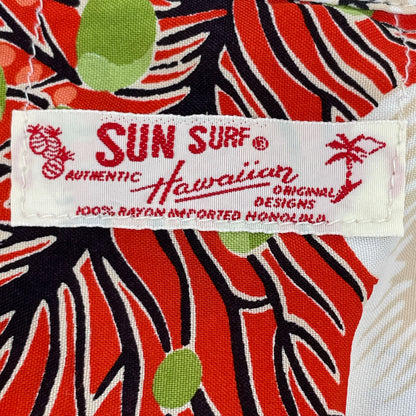 SUN SURF®
AUTHENTIC Hawaiian ORIGINAL
DESIGNS
100% RAYON IMPORTED HONOLULU.